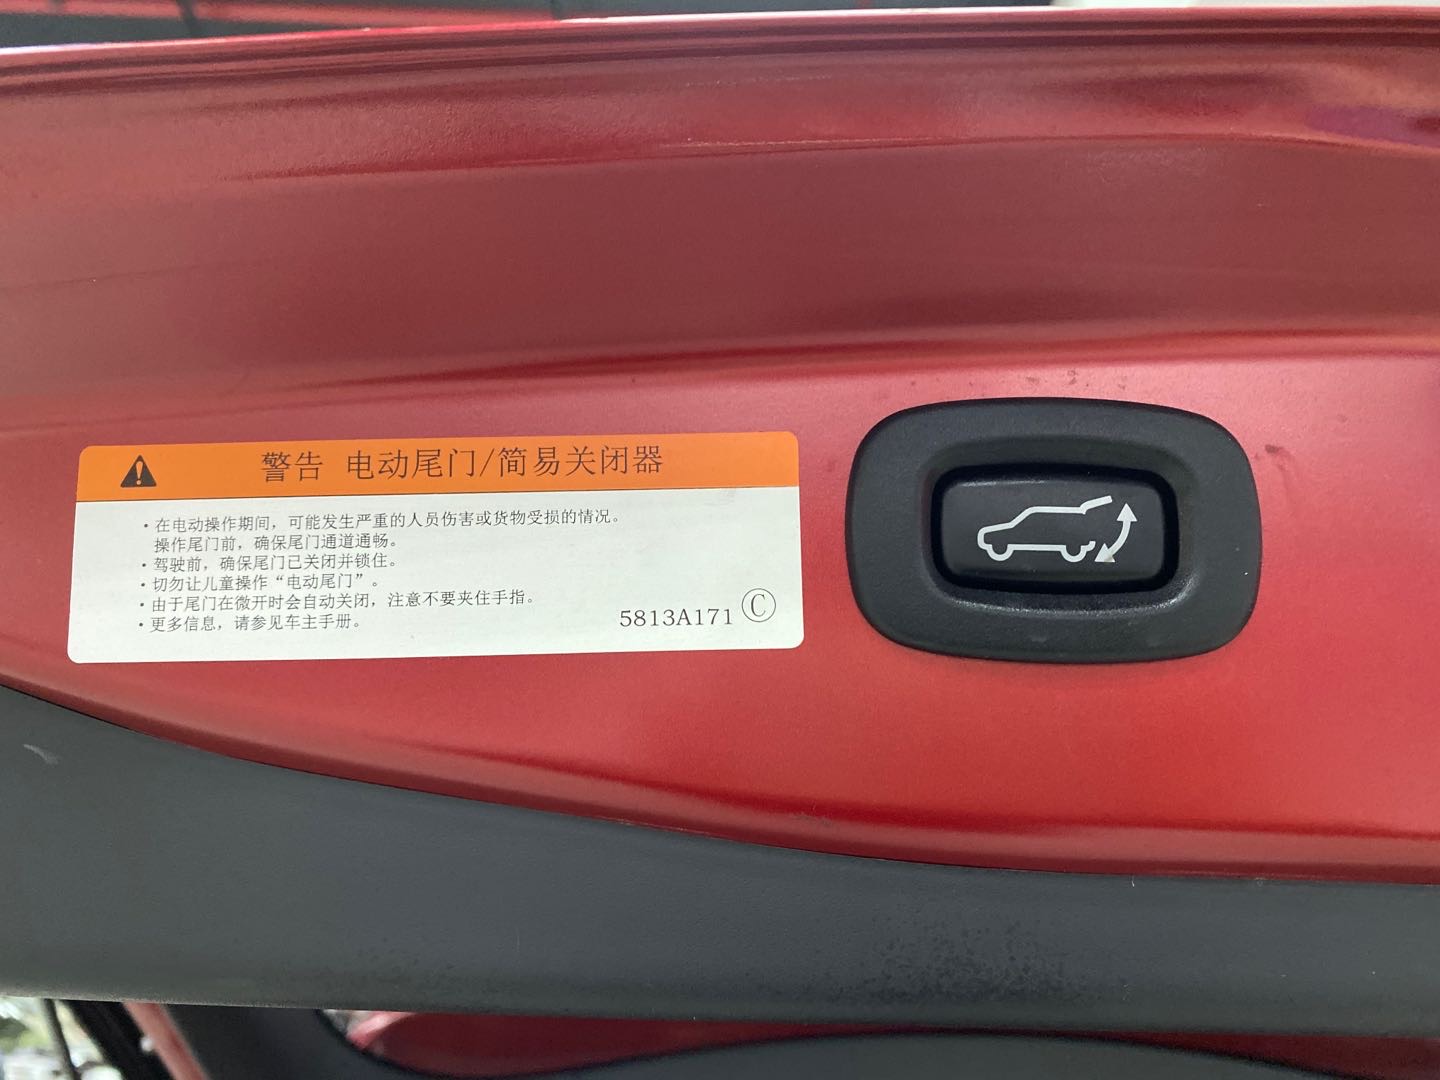 警告 电动尾门/简易关闭器
·在电动操作期间，可能发生严重的人员伤害或货物受损的情况。
操作尾门前，确保尾门通道通畅。
·驾驶前，确保尾门已关闭并锁住。
·切勿让儿童操作“电动尾门”。
·由于尾门在微开时会自动关闭，注意不要夹住手指。
·更多信息，请参见车主手册。
5813A171 Ⓒ